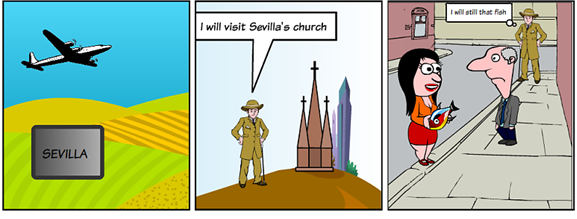 SEVILLA
I will visit Sevilla's church
I will still that fish